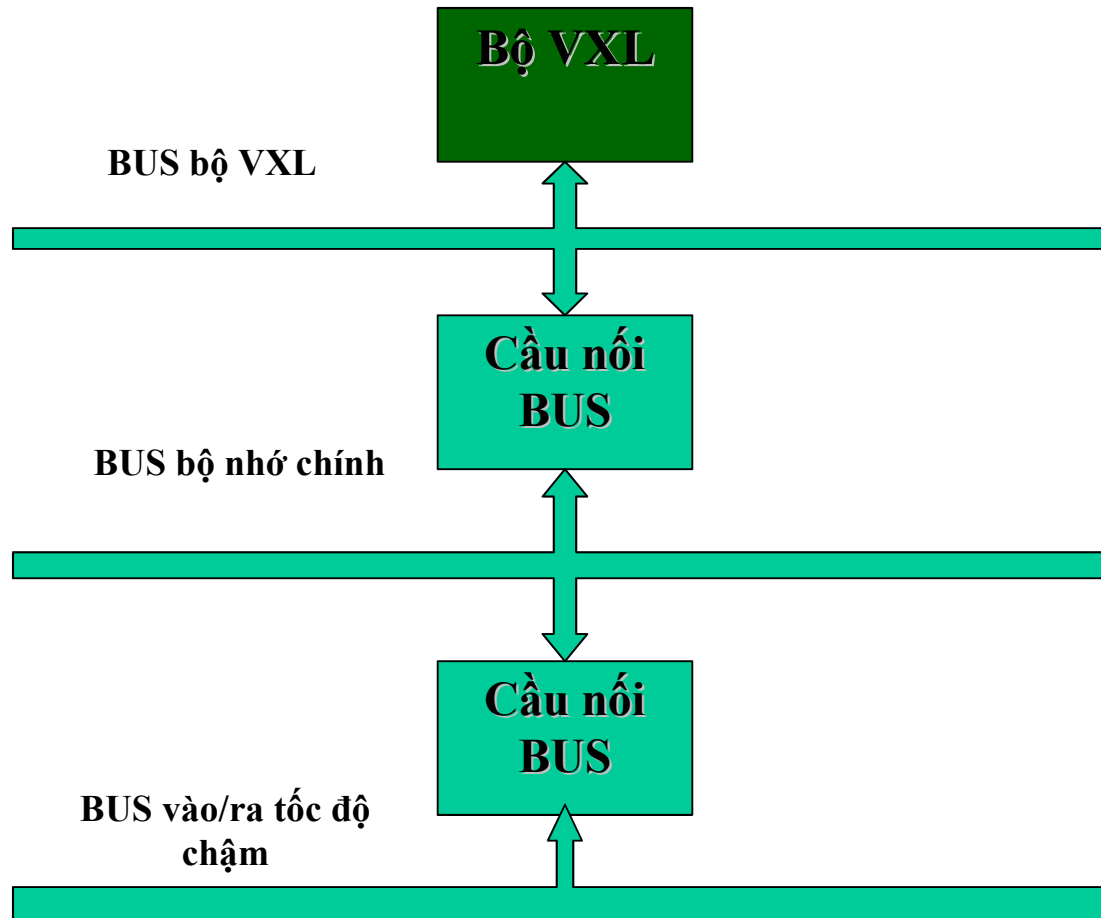 Bộ VXL
BUS bộ VXL
Cầu nối
BUS
BUS bộ nhớ chính
Cầu nối
BUS
BUS vào/ra tốc độ
chậm